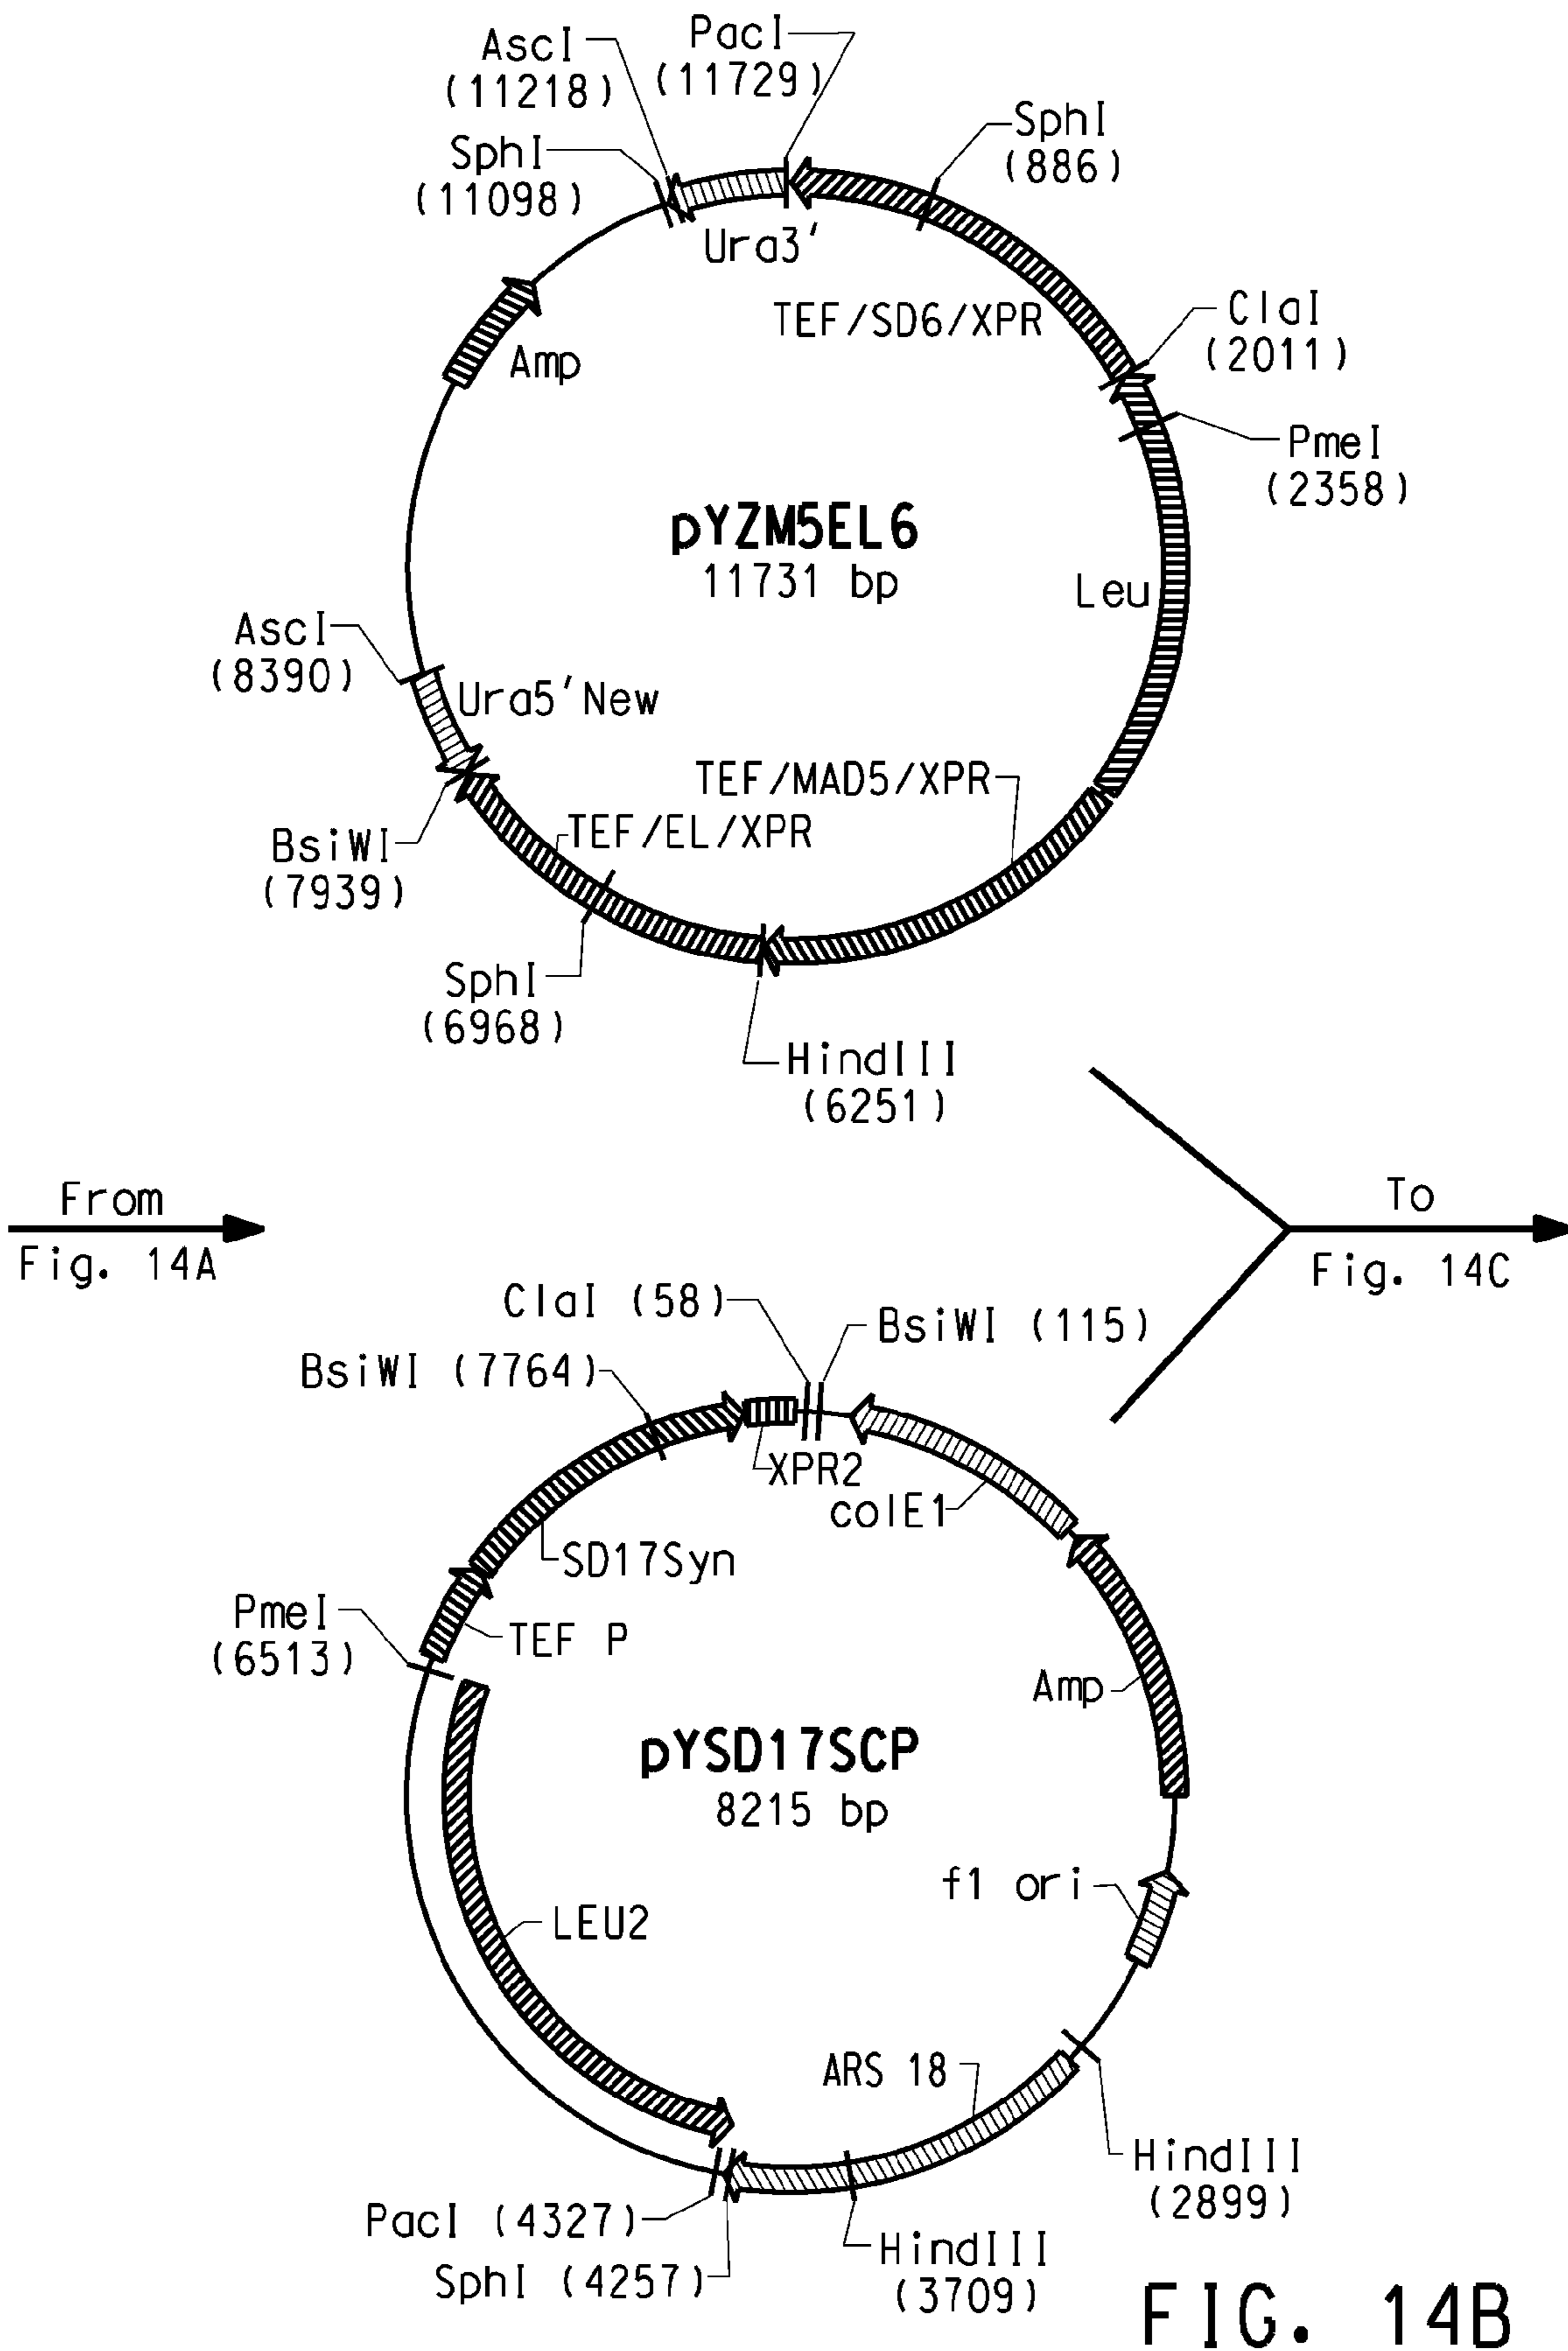 AscI
(11218)
PacI
(11729)
SphI
(11098)
SphI
(886)
Ura3'
TEF/SD6/XPR
ClaI
(2011)
Amp
PmeI
(2358)
pYZM5EL6
11731 bp
Leu
AscI
(8390)
Ura5'New
TEF/MAD5/XPR
TEF/EL/XPR
BsiWI
(7939)
SphI
(6968)
HindIII
(6251)
From
Fig. 14A
To
Fig. 14C
ClaI (58)
BsiWI (115)
BsiWI (7764)
XPR2
colE1
SD17Syn
PmeI
(6513)
TEF P
Amp
pYSD17SCP
8215 bp
f1 ori
LEU2
ARS 18
HindIII
(2899)
PacI (4327)
SphI (4257)
HindIII
(3709)
FIG. 14B